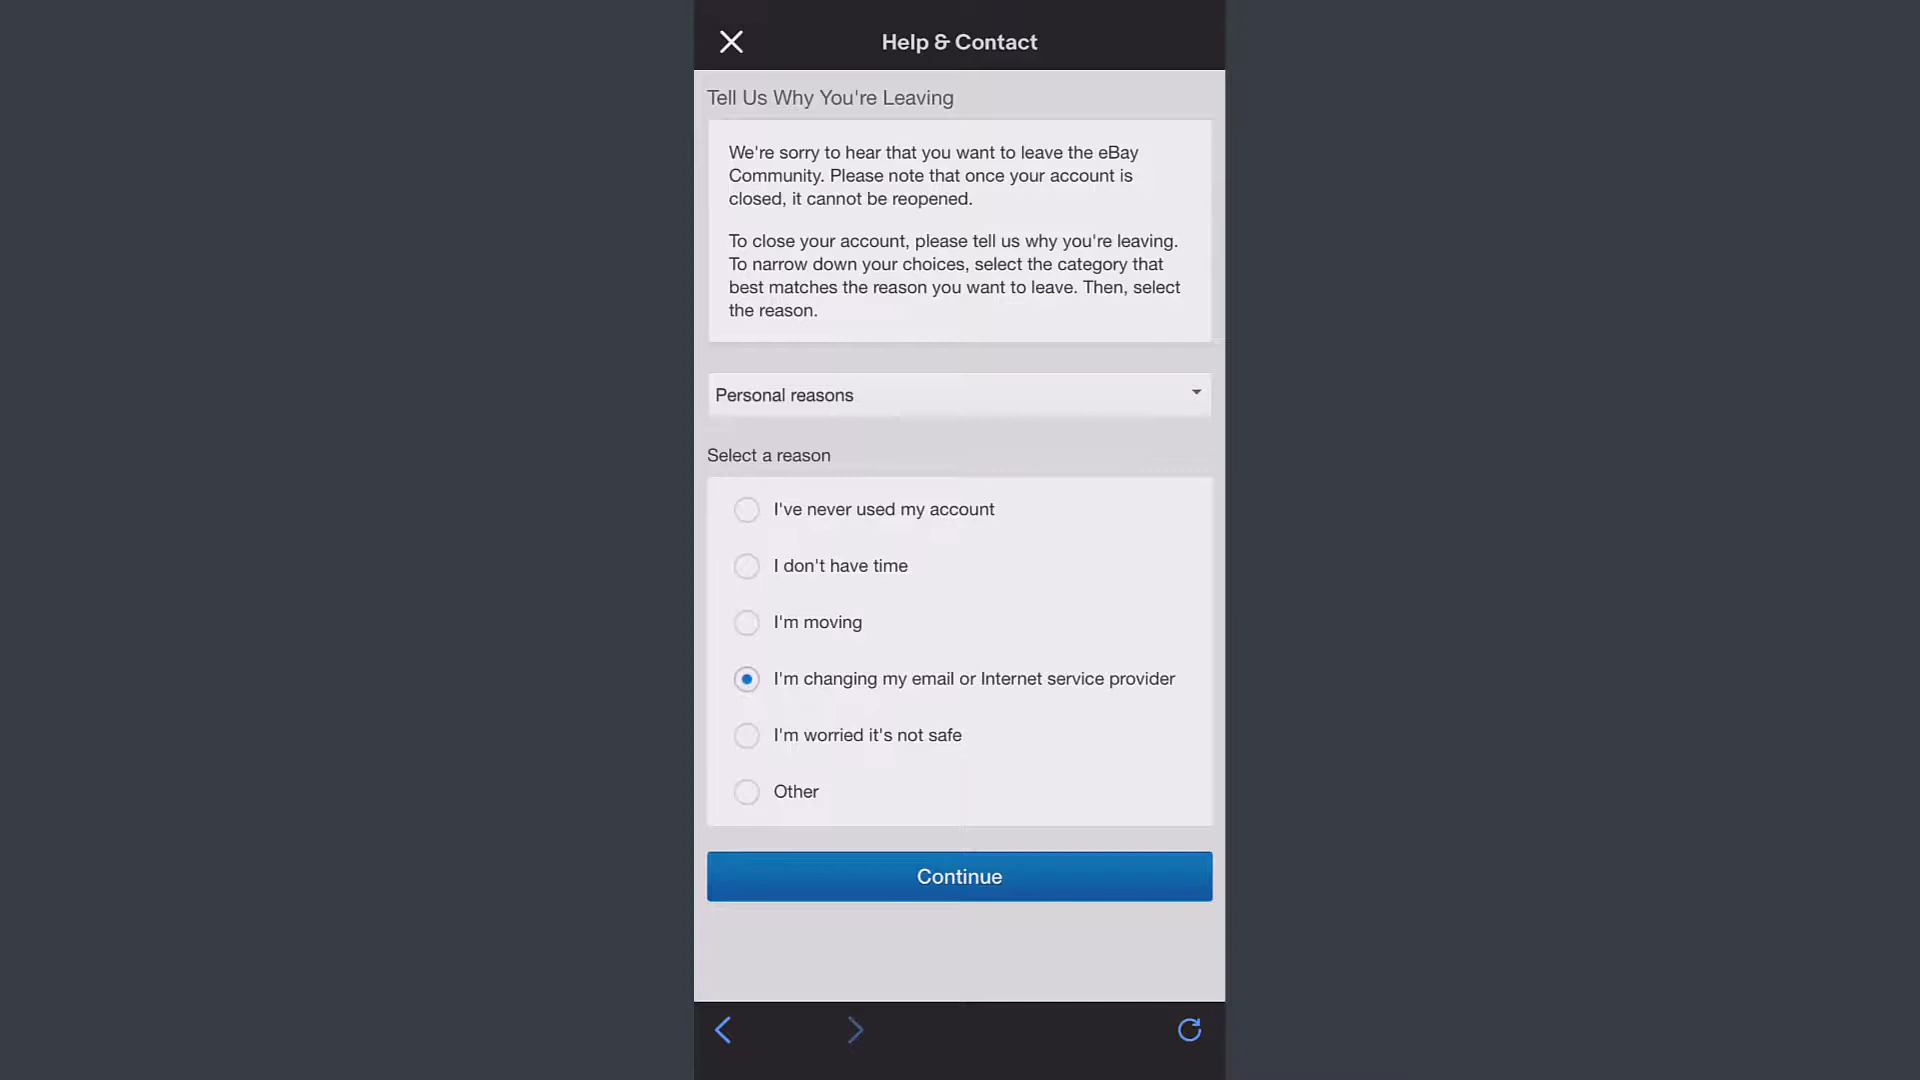 Help & Contact
Tell Us Why You're Leaving
We're sorry to hear that you want to leave the eBay
Community. Please note that once your account is
closed, it cannot be reopened.
To close your account, please tell us why you're leaving.
To narrow down your choices, select the category that
best matches the reason you want to leave. Then, select
the reason.
Personal reasons
Select a reason
I've never used my account
I don't have time
I'm moving
I'm changing my email or Internet service provider
I'm worried it's not safe
Other
Continue